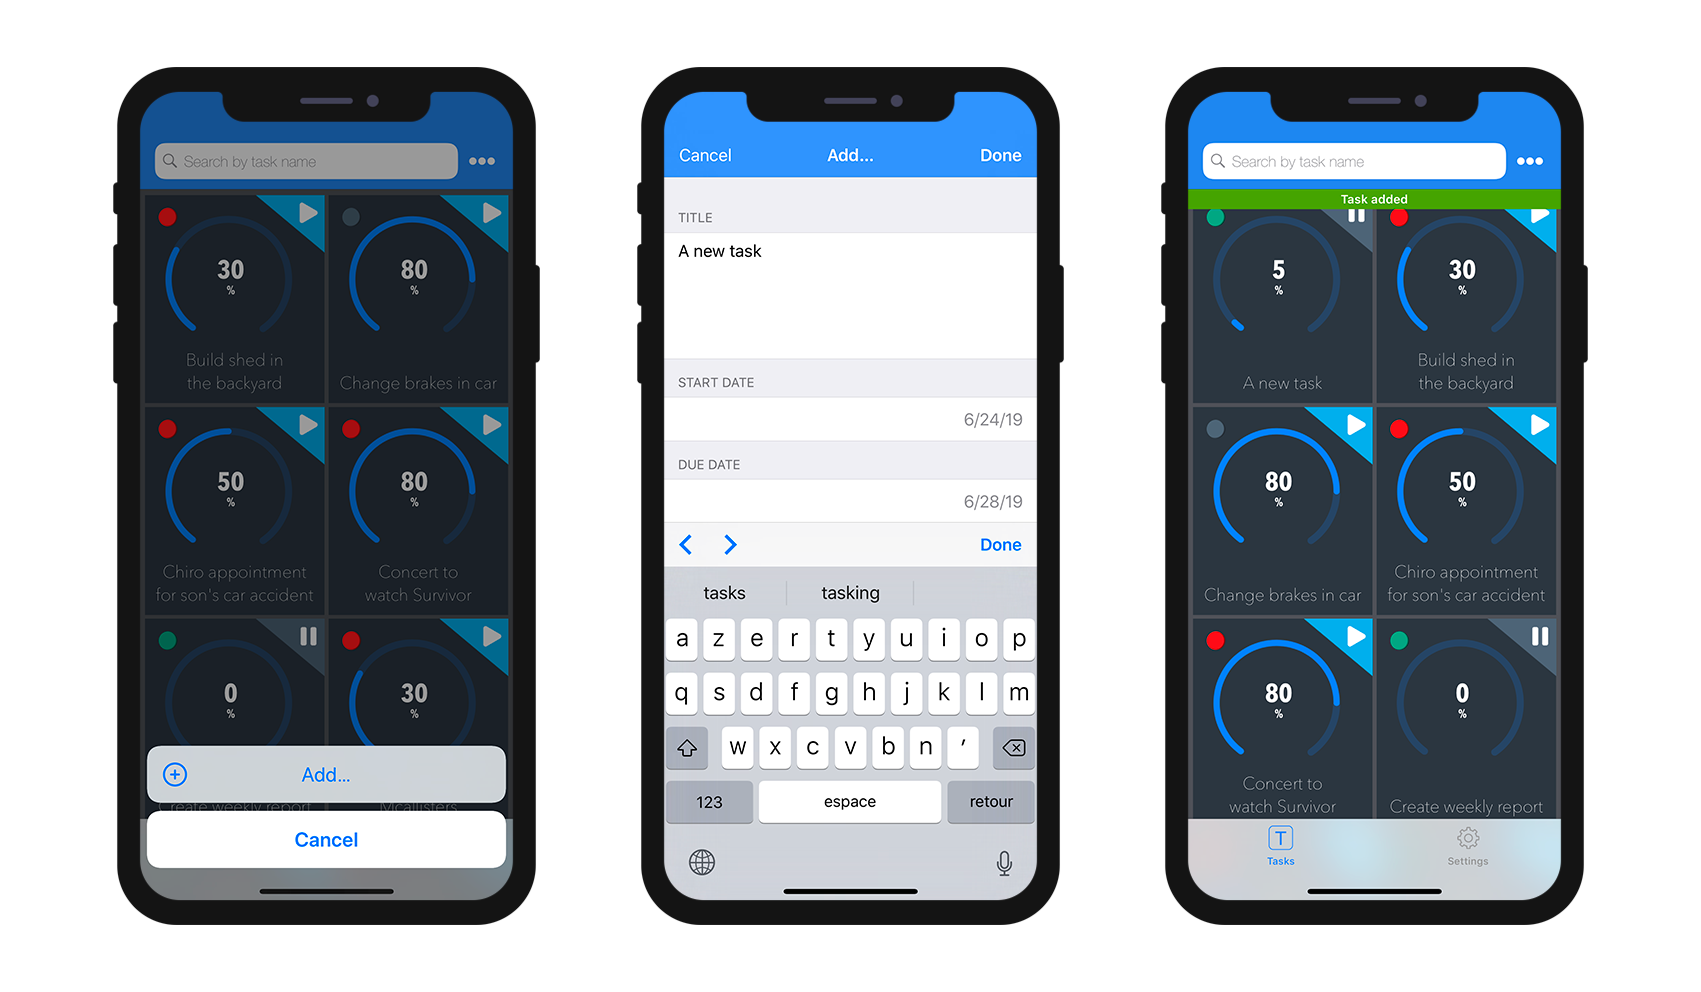 Search by task name
30
%
80
%
Build shed in
the backyard
Change brakes in car
50
%
80
%
Chiro appointment
for son's car accident
Concert to
watch Survivor
0
%
30
%
Add...
Create weekly report
Mcallisters
Cancel
Cancel
Add...
Done
TITLE
A new task
START DATE
6/24/19
DUE DATE
6/28/19
Done
tasks
tasking
a z e r t y u i o p
q s d f g h j k l m
w x c v b n ’
123
espace
retour
Search by task name
Task added
5
%
30
%
A new task
Build shed in
the backyard
80
%
50
%
Change brakes in car
Chiro appointment
for son's car accident
80
%
0
%
Concert to
watch Survivor
Create weekly report
T
Tasks
Settings